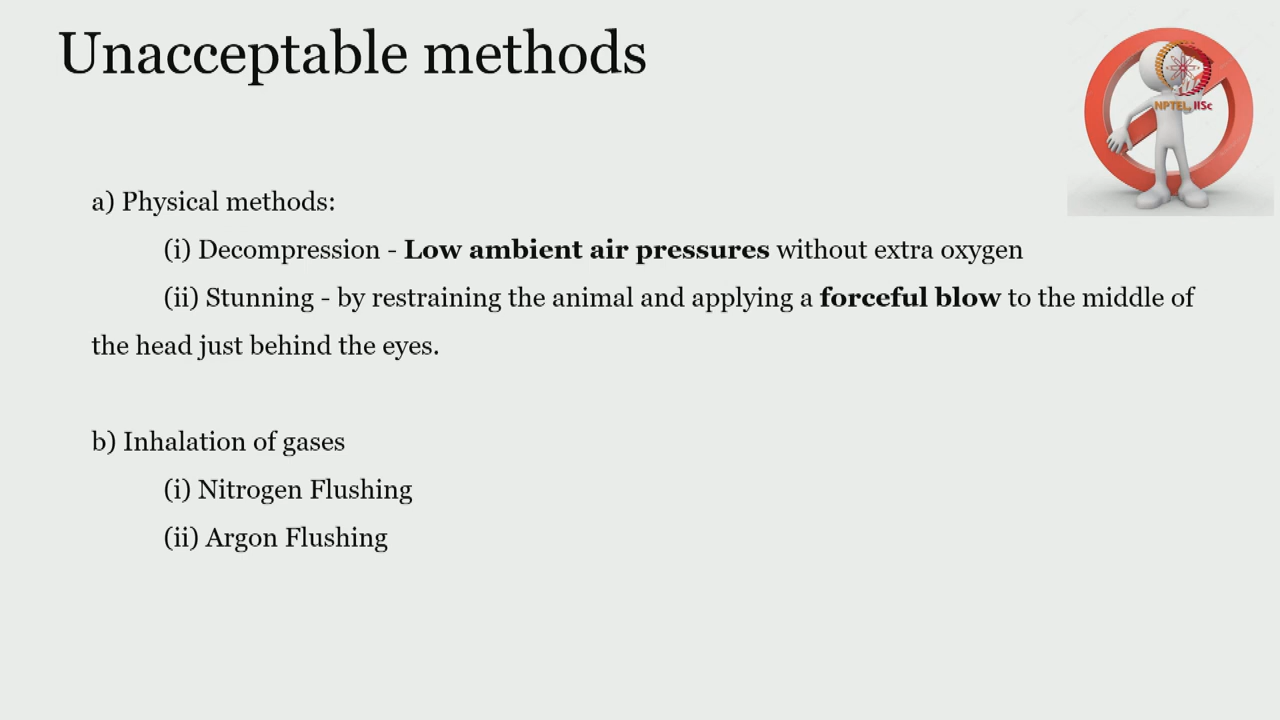 Unacceptable methods
NPTEL, IISc
a) Physical methods:
(i) Decompression - Low ambient air pressures without extra oxygen
(ii) Stunning - by restraining the animal and applying a forceful blow to the middle of
the head just behind the eyes.
b) Inhalation of gases
(i) Nitrogen Flushing
(ii) Argon Flushing